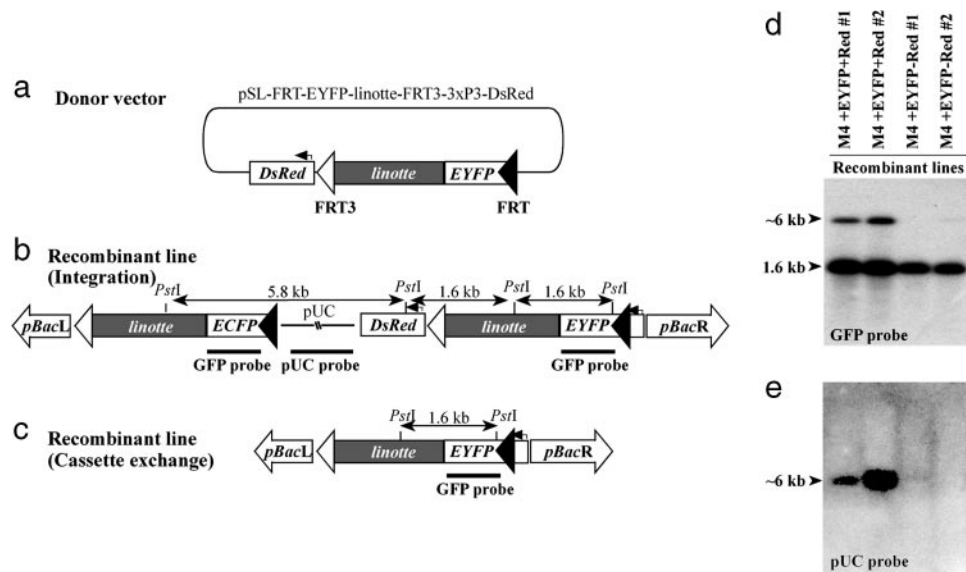 a
Donor vector
pSL-FRT-EYFP-linotte-FRT3-3xP3-DsRed
DsRed
linotte
EYFP
FRT3
FRT
b
Recombinant line
(Integration)
PstI
5.8 kb
PstI
1.6 kb
PstI
1.6 kb
PstI
pUC
pBacL
linotte
ECFP
DsRed
linotte
EYFP
pBacR
GFP probe
pUC probe
GFP probe
c
Recombinant line
(Cassette exchange)
PstI
1.6 kb
PstI
pBacL
linotte
EYFP
pBacR
GFP probe
d
M4 +EYFP+Red #1
M4 +EYFP+Red #2
M4 +EYFP-Red #1
M4 +EYFP-Red #2
Recombinant lines
~6 kb
1.6 kb
GFP probe
e
~6 kb
pUC probe